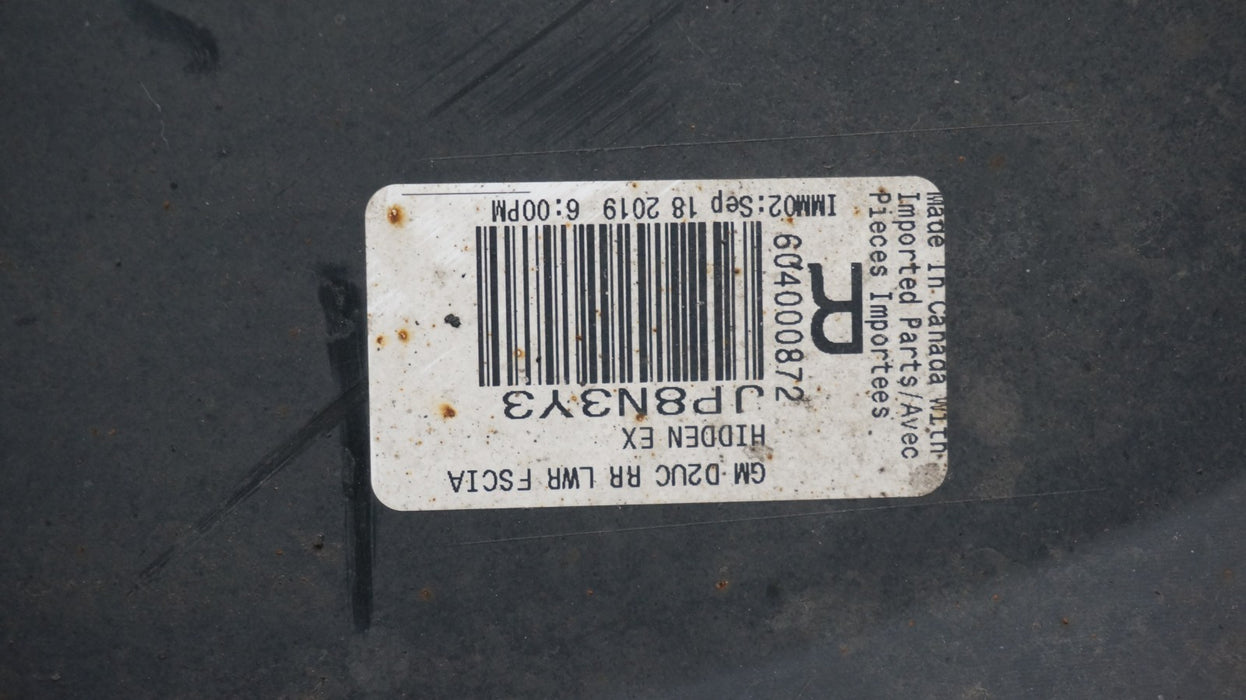 GM D2UC RR LWR FSCIA
HIDDEN EX
JP8N3Y3
IMM02:Sep 18 2019 6:00PM
604000872
R
Made In Canada With
Imported Parts/Avec
Pieces Importees